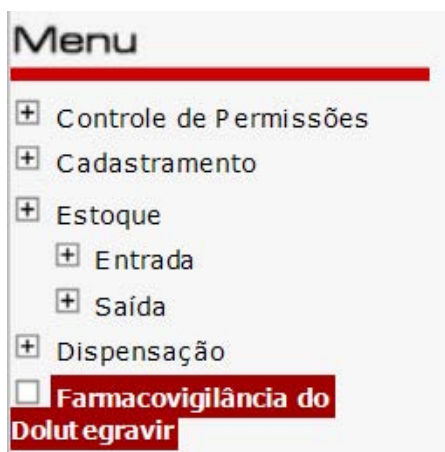 Menu
Controle de Permissões
Cadastramento
Estoque
Entrada
Saída
Dispensação
Farmacovigilância do
Dolutegravir